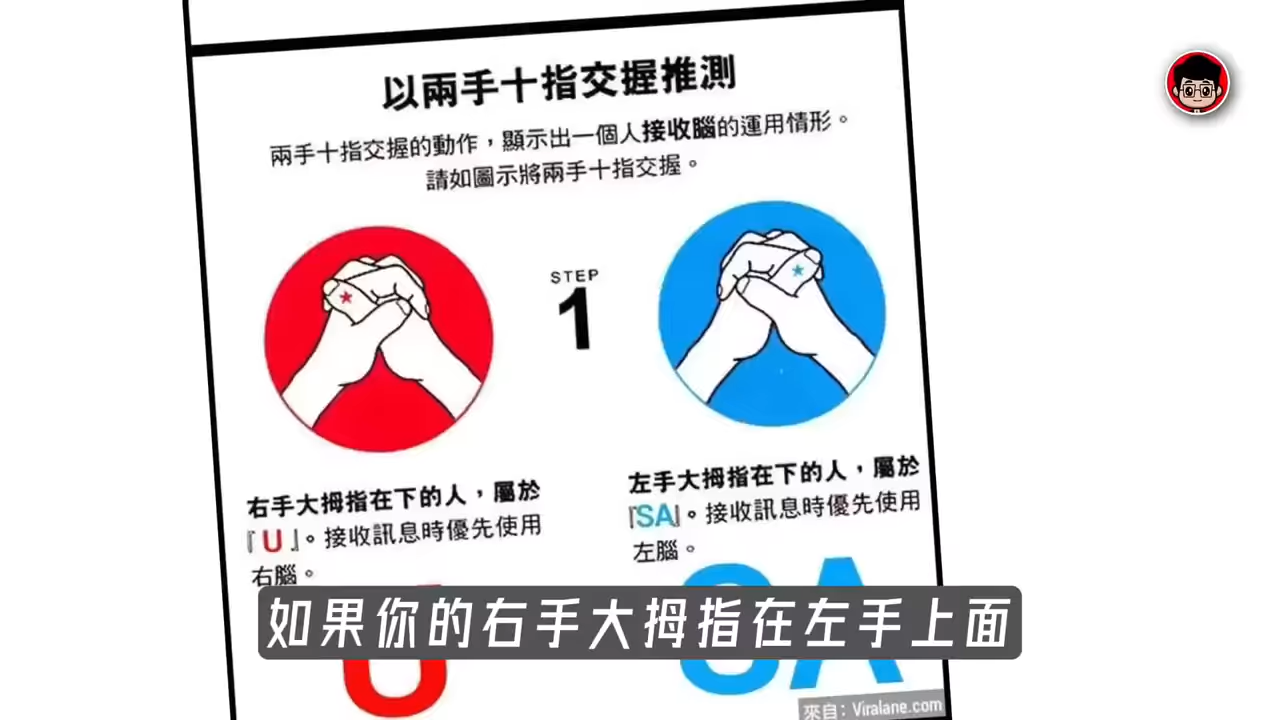 以兩手十指交握推測
兩手十指交握的動作，顯示出一個人接收腦的運用情形。
請如圖示將兩手十指交握。
STEP
1
右手大拇指在下的人，屬於
『U』。接收訊息時優先使用
右腦。
U
左手大拇指在下的人，屬於
『SA』。接收訊息時優先使用
左腦。
SA
如果你的右手大拇指在左手上面
來自：Viralane.com